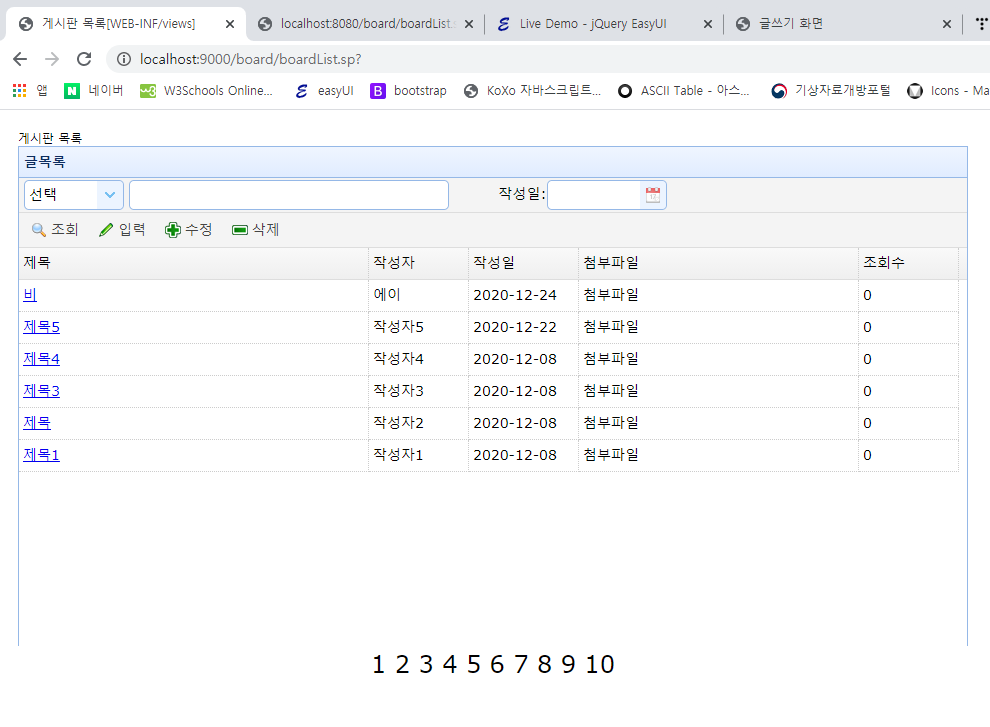 게시판 목록[WEB-INF/views] localhost:8080/board/boardList. Live Demo - jQuery EasyUI 글쓰기 화면
localhost:9000/board/boardList.sp?
앱 네이버 W3Schools Online... easyUI bootstrap KoXo 자바스크립트... ASCII Table - 아스... 기상자료개방포털 Icons - Ma
게시판 목록
글목록
선택 작성일:
조회 입력 수정 삭제
제목 작성자 작성일 첨부파일 조회수
비 에이 2020-12-24 첨부파일 0
제목5 작성자5 2020-12-22 첨부파일 0
제목4 작성자4 2020-12-08 첨부파일 0
제목3 작성자3 2020-12-08 첨부파일 0
제목 작성자2 2020-12-08 첨부파일 0
제목1 작성자1 2020-12-08 첨부파일 0
1 2 3 4 5 6 7 8 9 10